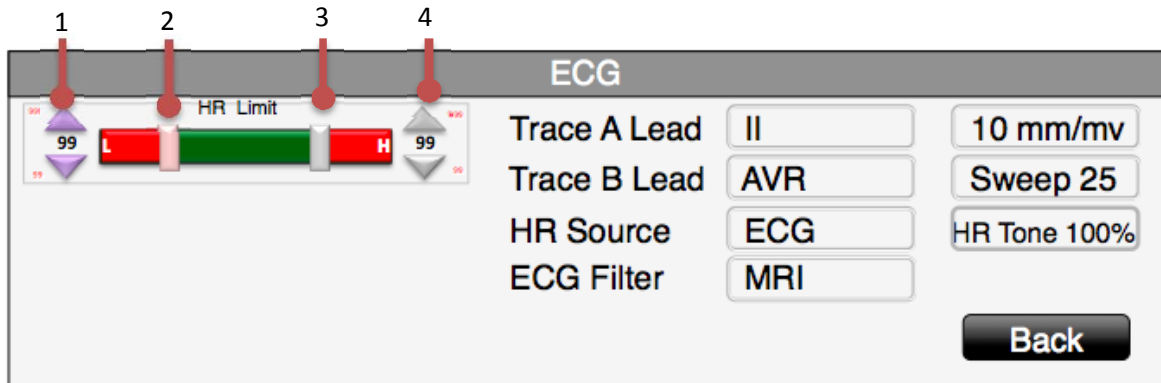 1 2 3 4
ECG
HR Limit
99 L H 99
Trace A Lead II 10 mm/mv
Trace B Lead AVR Sweep 25
HR Source ECG HR Tone 100%
ECG Filter MRI
Back